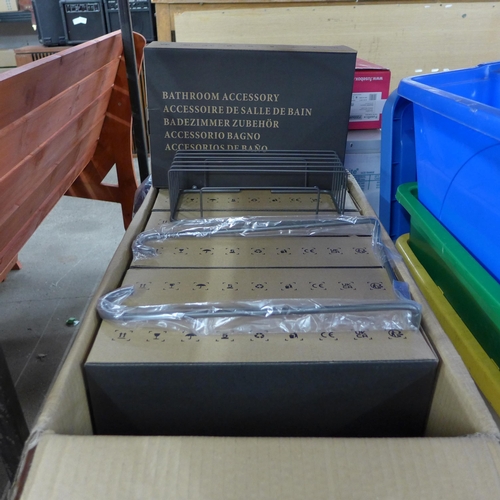 BATHROOM ACCESSORY
ACCESSOIRE DE SALLE DE BAIN
BADEZIMMER ZUBEHÖR
ACCESSORIO BAGNO
ACCESORIOS DE BAÑO